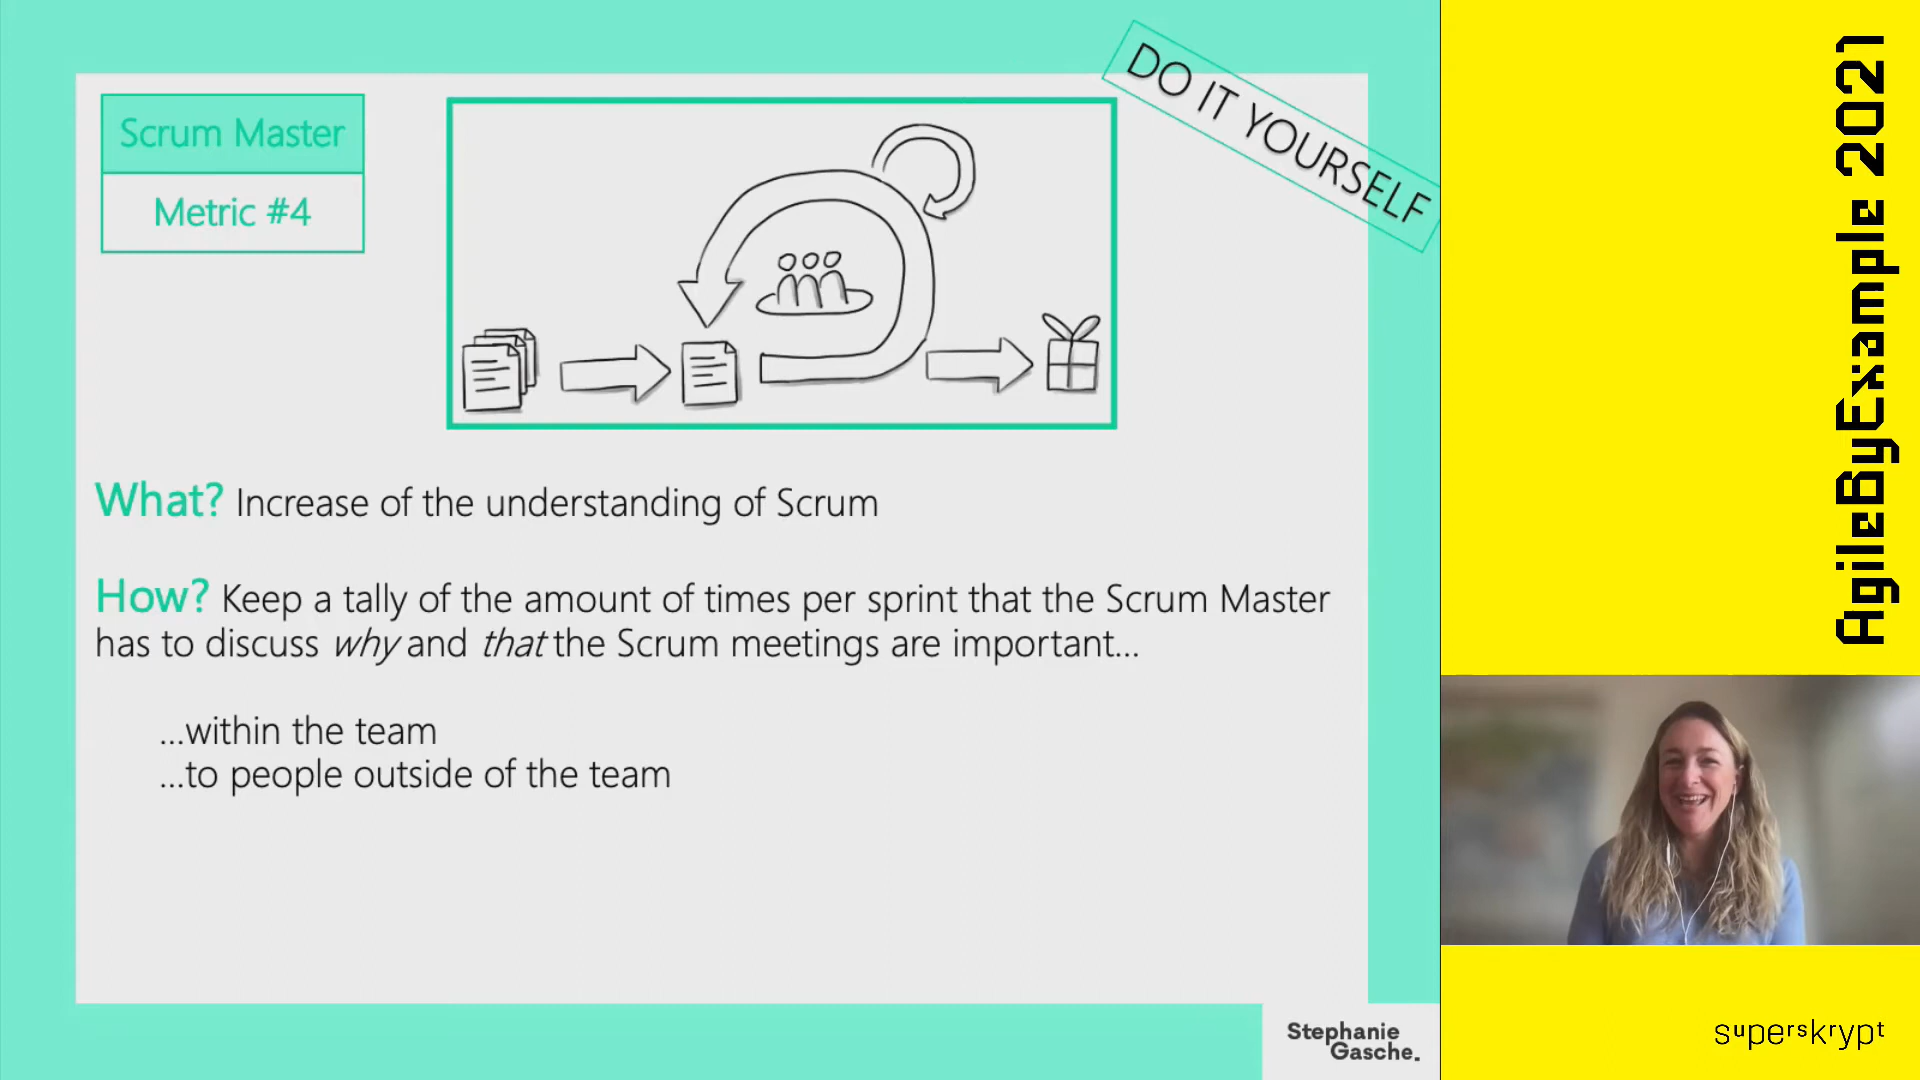 Scrum Master
Metric #4
DO IT YOURSELF
What? Increase of the understanding of Scrum
How? Keep a tally of the amount of times per sprint that the Scrum Master
has to discuss why and that the Scrum meetings are important...
...within the team
...to people outside of the team
Stephanie
Gasche.
AgileByExample 2021
superskrypt